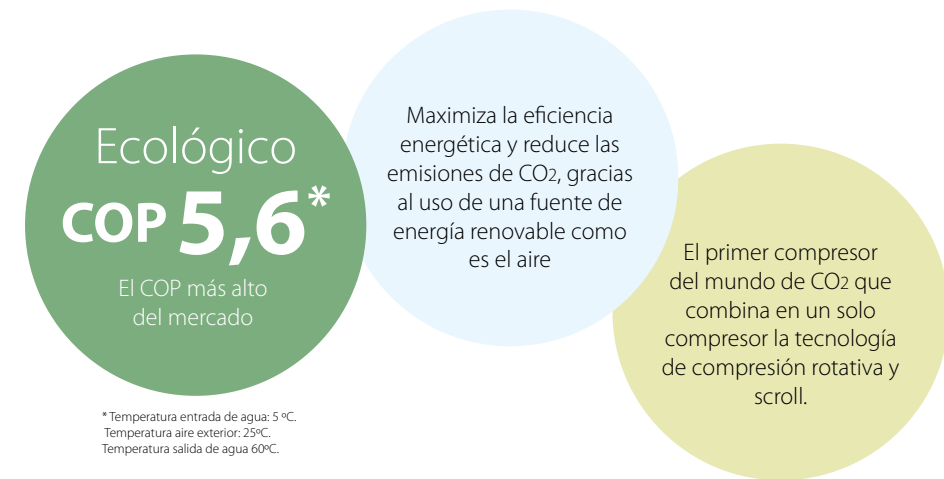 Ecológico
COP 5,6*
El COP más alto
del mercado
* Temperatura entrada de agua: 5 ºC.
Temperatura aire exterior: 25ºC.
Temperatura salida de agua 60ºC.
Maximiza la eficiencia
energética y reduce las
emisiones de CO2, gracias
al uso de una fuente de
energía renovable como
es el aire
El primer compresor
del mundo de CO2 que
combina en un solo
compresor la tecnología
de compresión rotativa y
scroll.